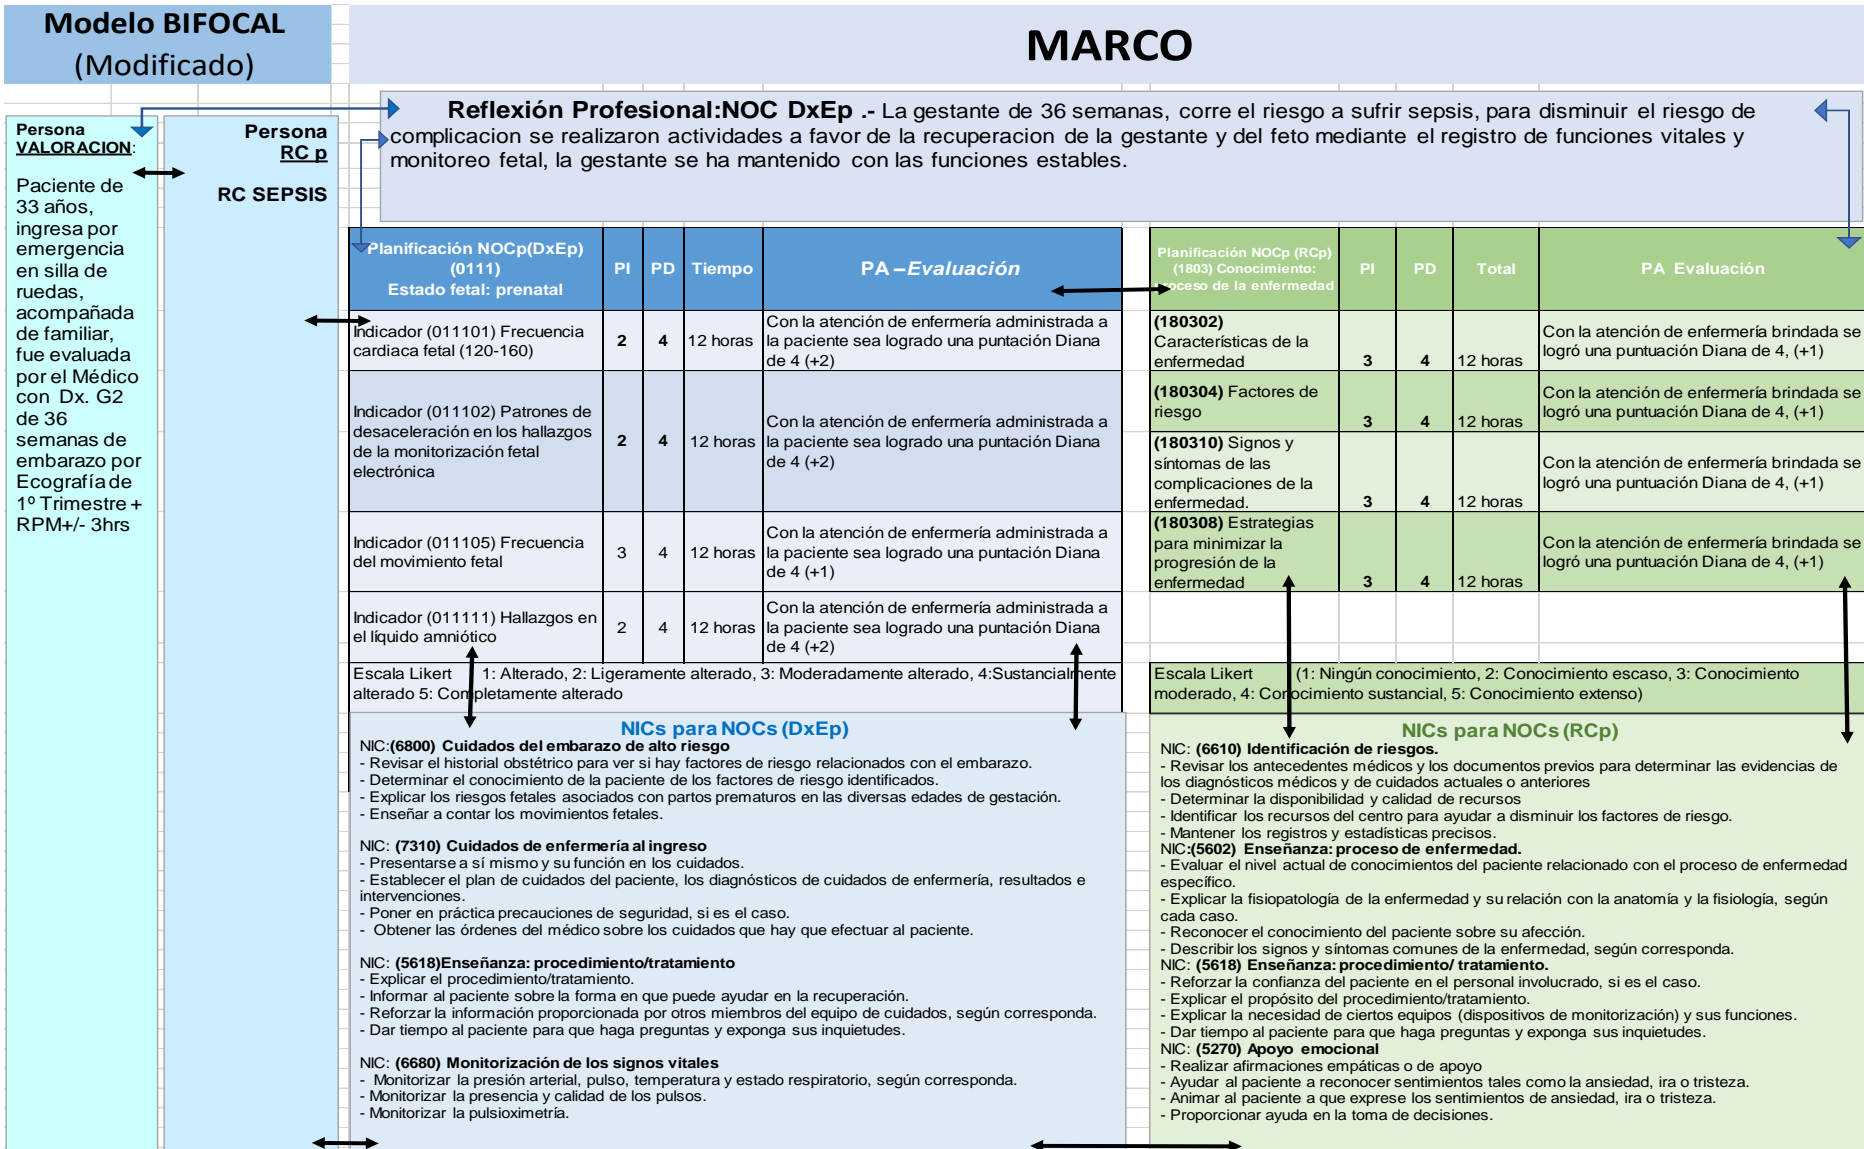 Modelo BIFOCAL
(Modificado)
MARCO
Persona
VALORACION:
Paciente de
33 años,
ingresa por
emergencia
en silla de
ruedas,
acompañada
de familiar,
fue evaluada
por el Médico
con Dx. G2
de 36
semanas de
embarazo por
Ecografía de
1º Trimestre +
RPM+/- 3hrs
Persona
RC p
RC SEPSIS
Reflexión Profesional:NOC DxEp .- La gestante de 36 semanas, corre el riesgo a sufrir sepsis, para disminuir el riesgo de
complicacion se realizaron actividades a favor de la recuperacion de la gestante y del feto mediante el registro de funciones vitales y
monitoreo fetal, la gestante se ha mantenido con las funciones estables.
Planificación NOCp(DxEp)
(0111)
Estado fetal: prenatal
PI
PD
Tiempo
PA –Evaluación
Indicador (011101) Frecuencia
cardiaca fetal (120-160)
2
4
12 horas
Con la atención de enfermería administrada a
la paciente sea logrado una puntación Diana
de 4 (+2)
Indicador (011102) Patrones de
desaceleración en los hallazgos
de la monitorización fetal
electrónica
2
4
12 horas
Con la atención de enfermería administrada a
la paciente sea logrado una puntación Diana
de 4 (+2)
Indicador (011105) Frecuencia
del movimiento fetal
3
4
12 horas
Con la atención de enfermería administrada a
la paciente sea logrado una puntación Diana
de 4 (+1)
Indicador (011111) Hallazgos en
el líquido amniótico
2
4
12 horas
Con la atención de enfermería administrada a
la paciente sea logrado una puntación Diana
de 4 (+2)
Escala Likert 1: Alterado, 2: Ligeramente alterado, 3: Moderadamente alterado, 4:Sustancialmente
alterado 5: Completamente alterado
NICs para NOCs (DxEp)
NIC:(6800) Cuidados del embarazo de alto riesgo
- Revisar el historial obstétrico para ver si hay factores de riesgo relacionados con el embarazo.
- Determinar el conocimiento de la paciente de los factores de riesgo identificados.
- Explicar los riesgos fetales asociados con partos prematuros en las diversas edades de gestación.
- Enseñar a contar los movimientos fetales.
NIC: (7310) Cuidados de enfermería al ingreso
- Presentarse a sí mismo y su función en los cuidados.
- Establecer el plan de cuidados del paciente, los diagnósticos de cuidados de enfermería, resultados e
intervenciones.
- Poner en práctica precauciones de seguridad, si es el caso.
- Obtener las órdenes del médico sobre los cuidados que hay que efectuar al paciente.
NIC: (5618)Enseñanza: procedimiento/tratamiento
- Explicar el procedimiento/tratamiento.
- Informar al paciente sobre la forma en que puede ayudar en la recuperación.
- Reforzar la información proporcionada por otros miembros del equipo de cuidados, según corresponda.
- Dar tiempo al paciente para que haga preguntas y exponga sus inquietudes.
NIC: (6680) Monitorización de los signos vitales
- Monitorizar la presión arterial, pulso, temperatura y estado respiratorio, según corresponda.
- Monitorizar la presencia y calidad de los pulsos.
- Monitorizar la pulsioximetría.
Planificación NOCp (RCp)
(1803) Conocimiento:
roceso de la enfermedad
PI
PD
Total
PA Evaluación
(180302)
Características de la
enfermedad
3
4
12 horas
Con la atención de enfermería brindada se
logró una puntuación Diana de 4, (+1)
(180304) Factores de
riesgo
3
4
12 horas
Con la atención de enfermería brindada se
logró una puntuación Diana de 4, (+1)
(180310) Signos y
síntomas de las
complicaciones de la
enfermedad.
3
4
12 horas
Con la atención de enfermería brindada se
logró una puntuación Diana de 4, (+1)
(180308) Estrategias
para minimizar la
progresión de la
enfermedad
3
4
12 horas
Con la atención de enfermería brindada se
logró una puntuación Diana de 4, (+1)
Escala Likert (1: Ningún conocimiento, 2: Conocimiento escaso, 3: Conocimiento
moderado, 4: Conocimiento sustancial, 5: Conocimiento extenso)
NICs para NOCs (RCp)
NIC: (6610) Identificación de riesgos.
- Revisar los antecedentes médicos y los documentos previos para determinar las evidencias de
los diagnósticos médicos y de cuidados actuales o anteriores
- Determinar la disponibilidad y calidad de recursos
- Identificar los recursos del centro para ayudar a disminuir los factores de riesgo.
- Mantener los registros y estadísticas precisos.
NIC:(5602) Enseñanza: proceso de enfermedad.
- Evaluar el nivel actual de conocimientos del paciente relacionado con el proceso de enfermedad
específico.
- Explicar la fisiopatología de la enfermedad y su relación con la anatomía y la fisiología, según
cada caso.
- Reconocer el conocimiento del paciente sobre su afección.
- Describir los signos y síntomas comunes de la enfermedad, según corresponda.
NIC: (5618) Enseñanza: procedimiento/ tratamiento.
- Reforzar la confianza del paciente en el personal involucrado, si es el caso.
- Explicar el propósito del procedimiento/tratamiento.
- Explicar la necesidad de ciertos equipos (dispositivos de monitorización) y sus funciones.
- Dar tiempo al paciente para que haga preguntas y exponga sus inquietudes.
NIC: (5270) Apoyo emocional
- Realizar afirmaciones empáticas o de apoyo
- Ayudar al paciente a reconocer sentimientos tales como la ansiedad, ira o tristeza.
- Animar al paciente a que exprese los sentimientos de ansiedad, ira o tristeza.
- Proporcionar ayuda en la toma de decisiones.